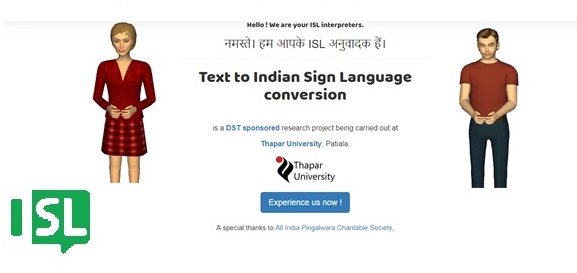 Hello ! We are your ISL interpreters.
नमस्ते। हम आपके ISL अनुवादक हैं।
Text to Indian Sign Language
conversion
is a DST sponsored research project being carried out at
Thapar University, Patiala.
Thapar
University
Experience us now !
A special thanks to All India Pingalwara Chantable Society,
ISL